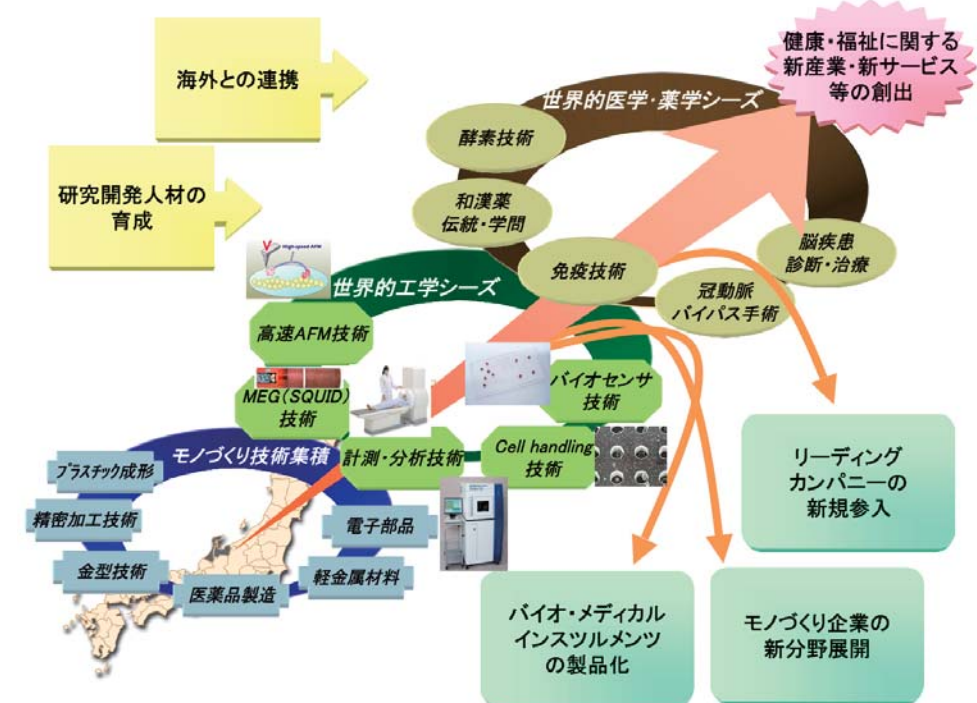 海外との連携
研究開発人材の
育成
健康・福祉に関する
新産業・新サービス
等の創出
世界的医学・薬学シーズ
酵素技術
和漢薬
伝統・学問
免疫技術
冠動脈
バイパス手術
脳疾患
診断・治療
High-speed AFM
世界的工学シーズ
高速AFM技術
MEG(SQUID)
技術
計測・分析技術
Cell handling
技術
バイオセンサ
技術
モノづくり技術集積
プラスチック成形
精密加工技術
金型技術
医薬品製造
軽金属材料
電子部品
リーディング
カンパニーの
新規参入
バイオ・メディカル
インスツルメンツ
の製品化
モノづくり企業の
新分野展開